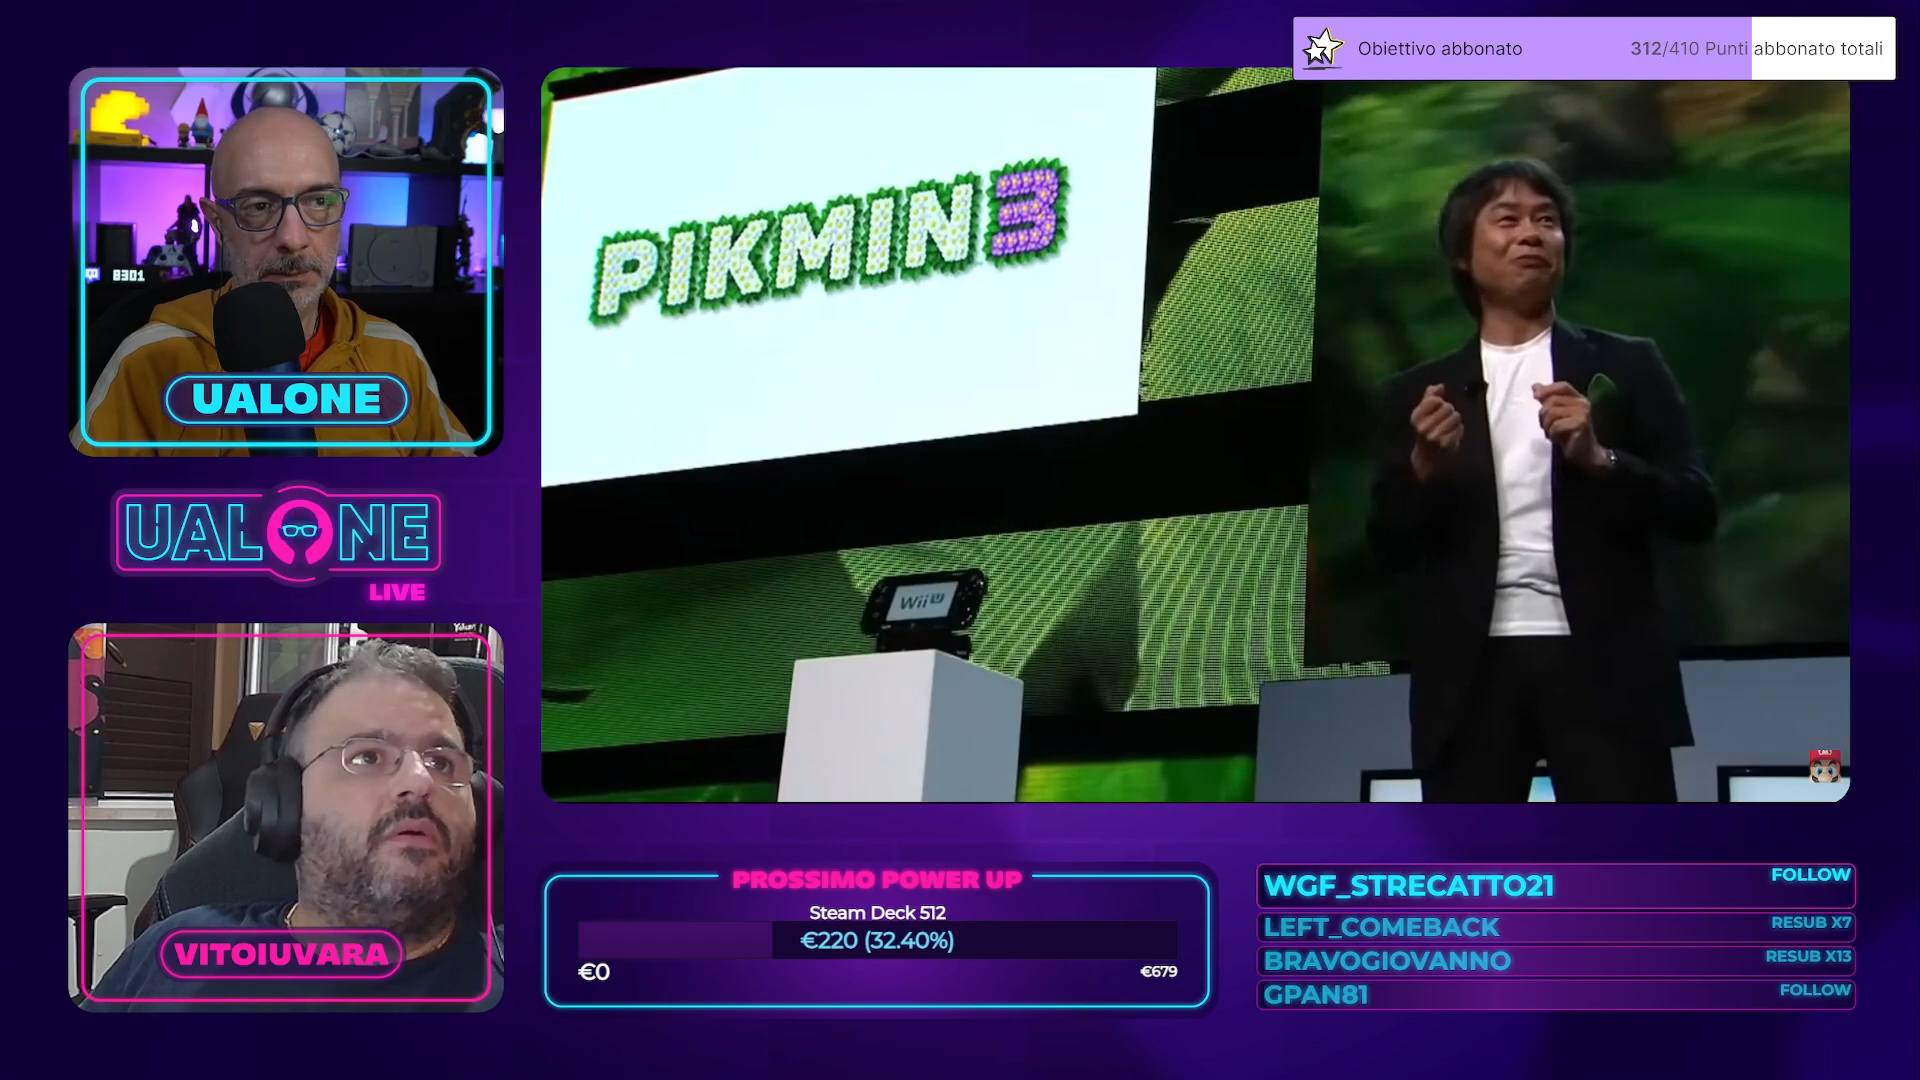 Obiettivo abbonato
312/410 Punti abbonato totali
PIKMIN 3
8301
UALONE
UALONE
LIVE
Wii U
VITOIUVARA
PROSSIMO POWER UP
Steam Deck 512
€220 (32.40%)
€0
€679
WGF_STRECATTO21 FOLLOW
LEFT_COMEBACK RESUB X7
BRAVOGIOVANNO RESUB X13
GPAN81 FOLLOW